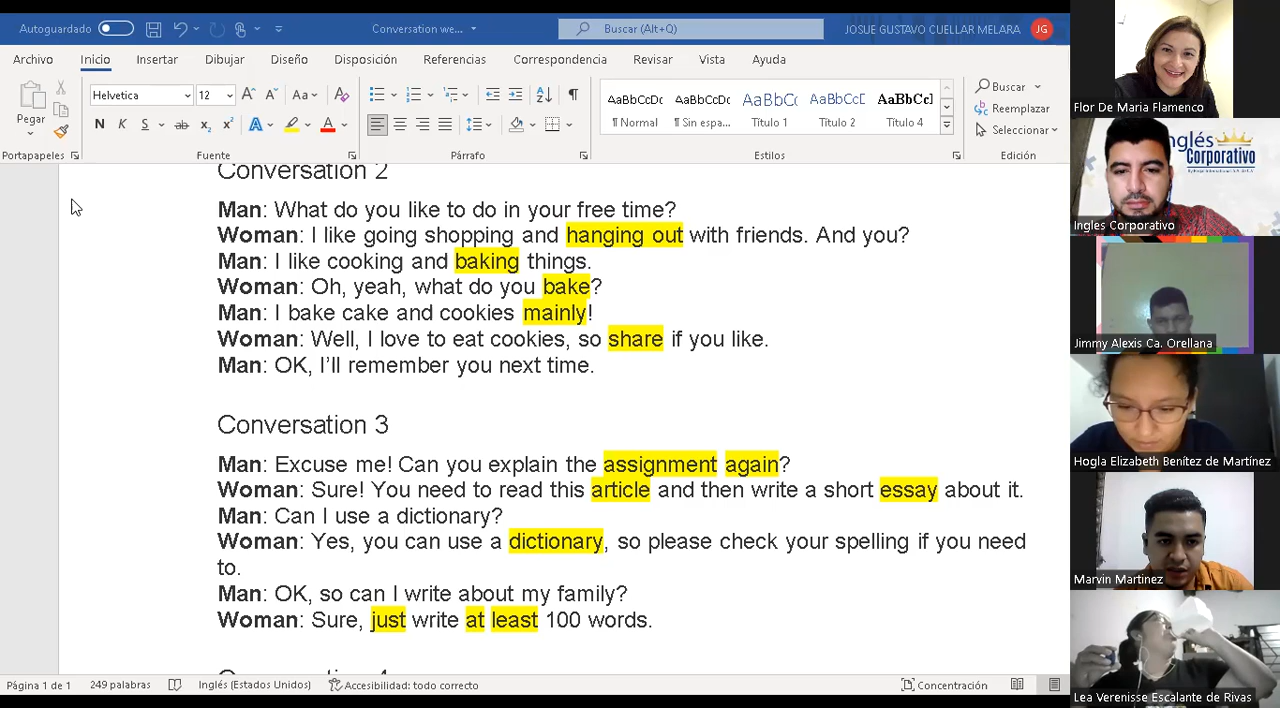 Autoguardado
Conversation we...
Buscar (Alt+Q)
JOSUE GUSTAVO CUELLAR MELARA
JG
Archivo Inicio Insertar Dibujar Diseño Disposición Referencias Correspondencia Revisar Vista Ayuda
Pegar
Portapapeles
Helvetica 12 Aa
N K S ab x₂ x² A A
Fuente
Párrafo
AaBbCcDc AaBbCcDc AaBbC AaBbCcD AaBbCcI
¶ Normal ¶ Sin espa... Título 1 Título 2 Título 4
Estilos
Buscar
Reemplazar
Seleccionar
Edición
Conversation 2
Man: What do you like to do in your free time?
Woman: I like going shopping and hanging out with friends. And you?
Man: I like cooking and baking things.
Woman: Oh, yeah, what do you bake?
Man: I bake cake and cookies mainly!
Woman: Well, I love to eat cookies, so share if you like.
Man: OK, I’ll remember you next time.
Conversation 3
Man: Excuse me! Can you explain the assignment again?
Woman: Sure! You need to read this article and then write a short essay about it.
Man: Can I use a dictionary?
Woman: Yes, you can use a dictionary, so please check your spelling if you need
to.
Man: OK, so can I write about my family?
Woman: Sure, just write at least 100 words.
Página 1 de 1 249 palabras Inglés (Estados Unidos) Accesibilidad: todo correcto Concentración
Flor De Maria Flamenco
Inglés
Corporativo
Ingles Corporativo
Jimmy Alexis Ca. Orellana
Hogla Elizabeth Benítez de Martínez
Marvin Martinez
Lea Verenisse Escalante de Rivas